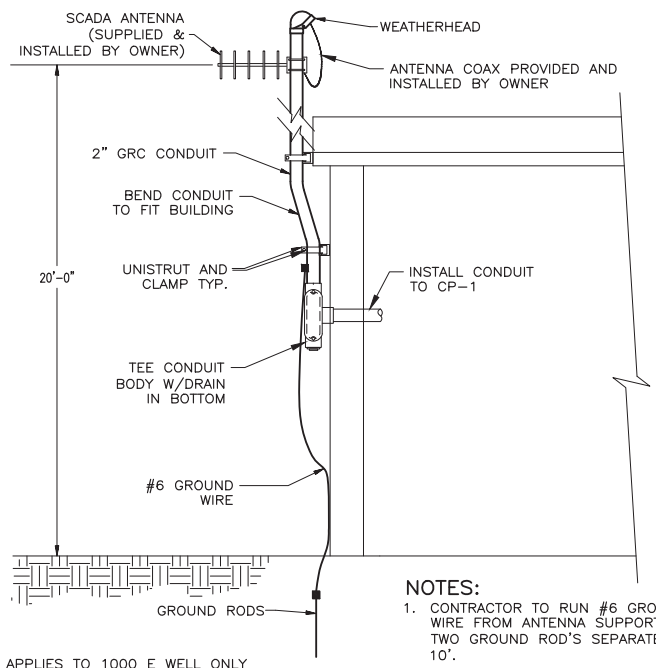 SCADA ANTENNA
(SUPPLIED &
INSTALLED BY OWNER)
WEATHERHEAD
ANTENNA COAX PROVIDED AND
INSTALLED BY OWNER
2" GRC CONDUIT
BEND CONDUIT
TO FIT BUILDING
20'-0"
UNISTRUT AND
CLAMP TYP.
INSTALL CONDUIT
TO CP-1
TEE CONDUIT
BODY W/DRAIN
IN BOTTOM
#6 GROUND
WIRE
GROUND RODS
NOTES:
1. CONTRACTOR TO RUN #6 GRO
WIRE FROM ANTENNA SUPPORT
TWO GROUND ROD'S SEPARATE
10'.
APPLIES TO 1000 E WELL ONLY